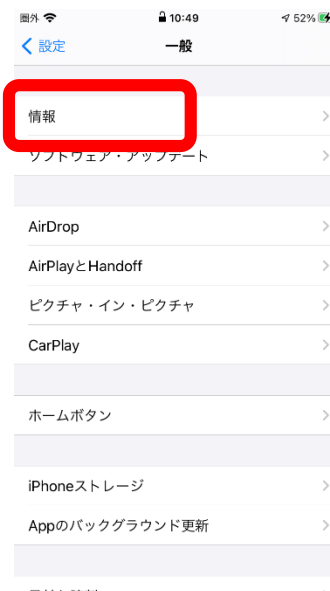 圏外 10:49 52%
設定 一般
情報
ソフトウェア・アップデート
AirDrop
AirPlayとHandoff
ピクチャ・イン・ピクチャ
CarPlay
ホームボタン
iPhoneストレージ
Appのバックグラウンド更新